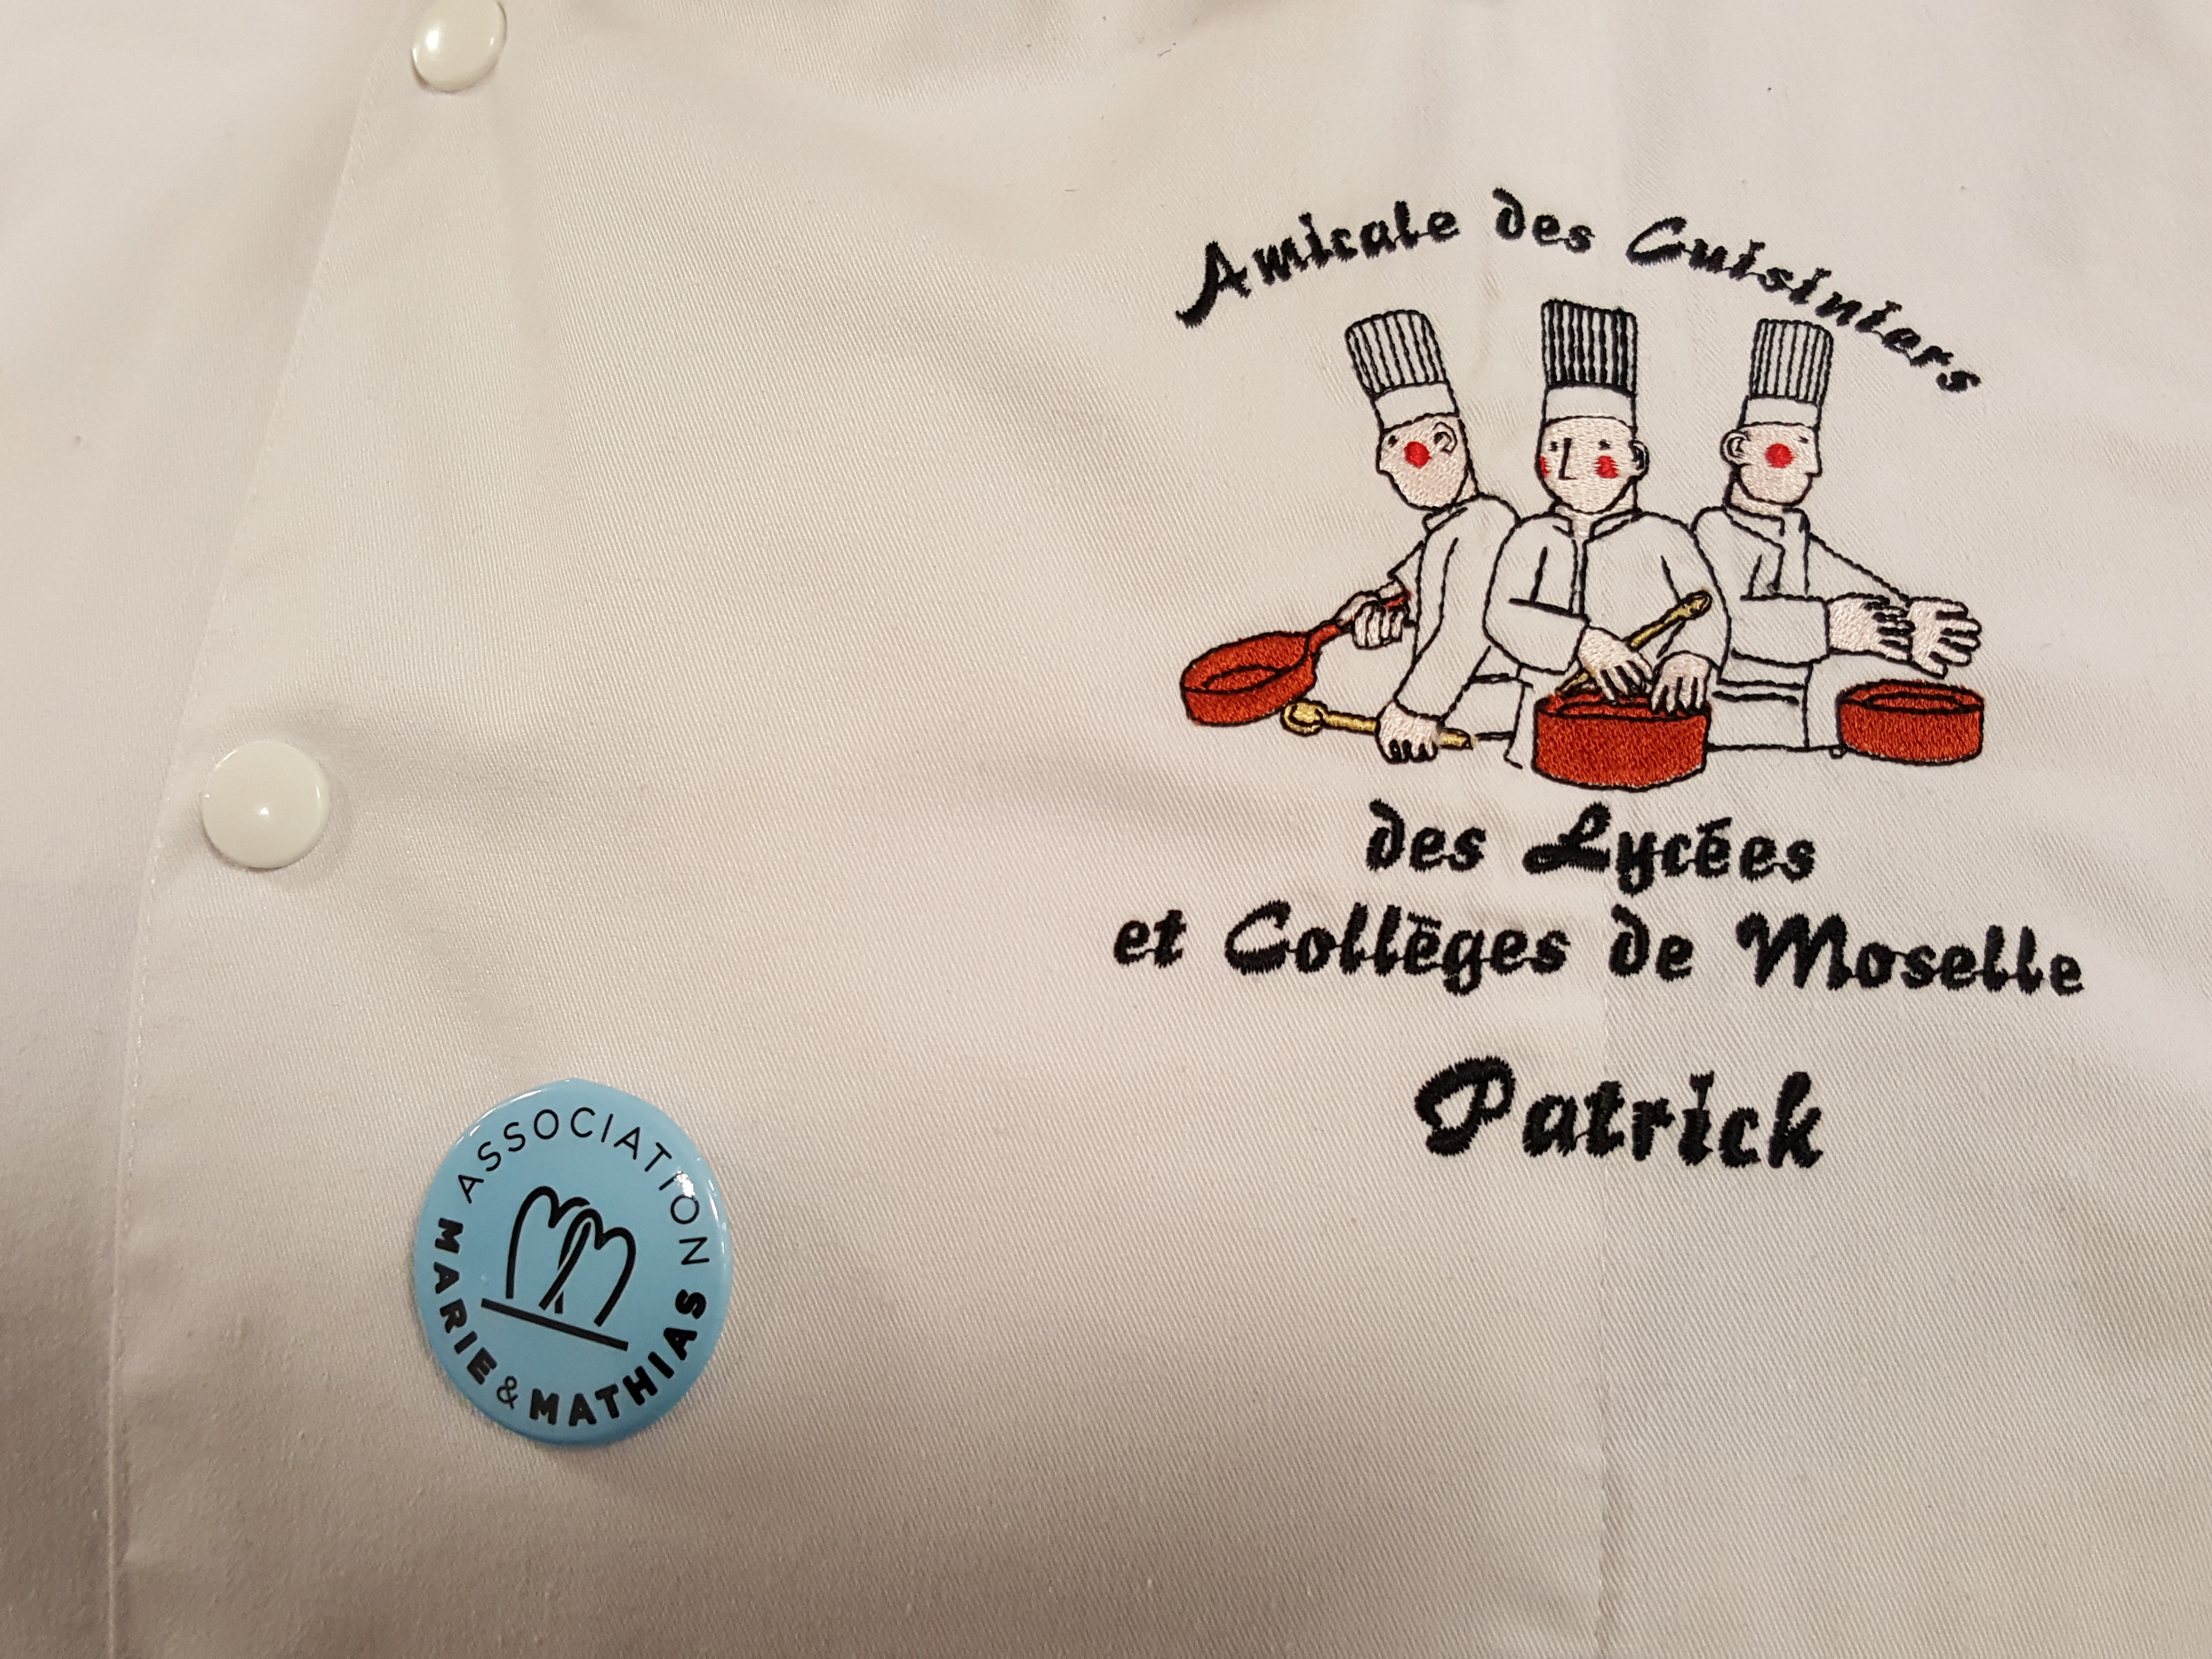 Amicale des Cuisiniers
des Lycées
et Collèges de Moselle
Patrick
ASSOCIATION
MARIE & MATHIAS